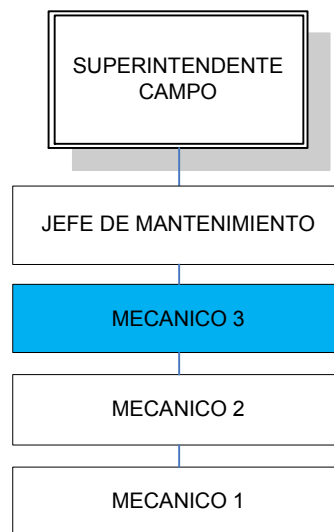 SUPERINTENDENTE
CAMPO
JEFE DE MANTENIMIENTO
MECANICO 3
MECANICO 2
MECANICO 1